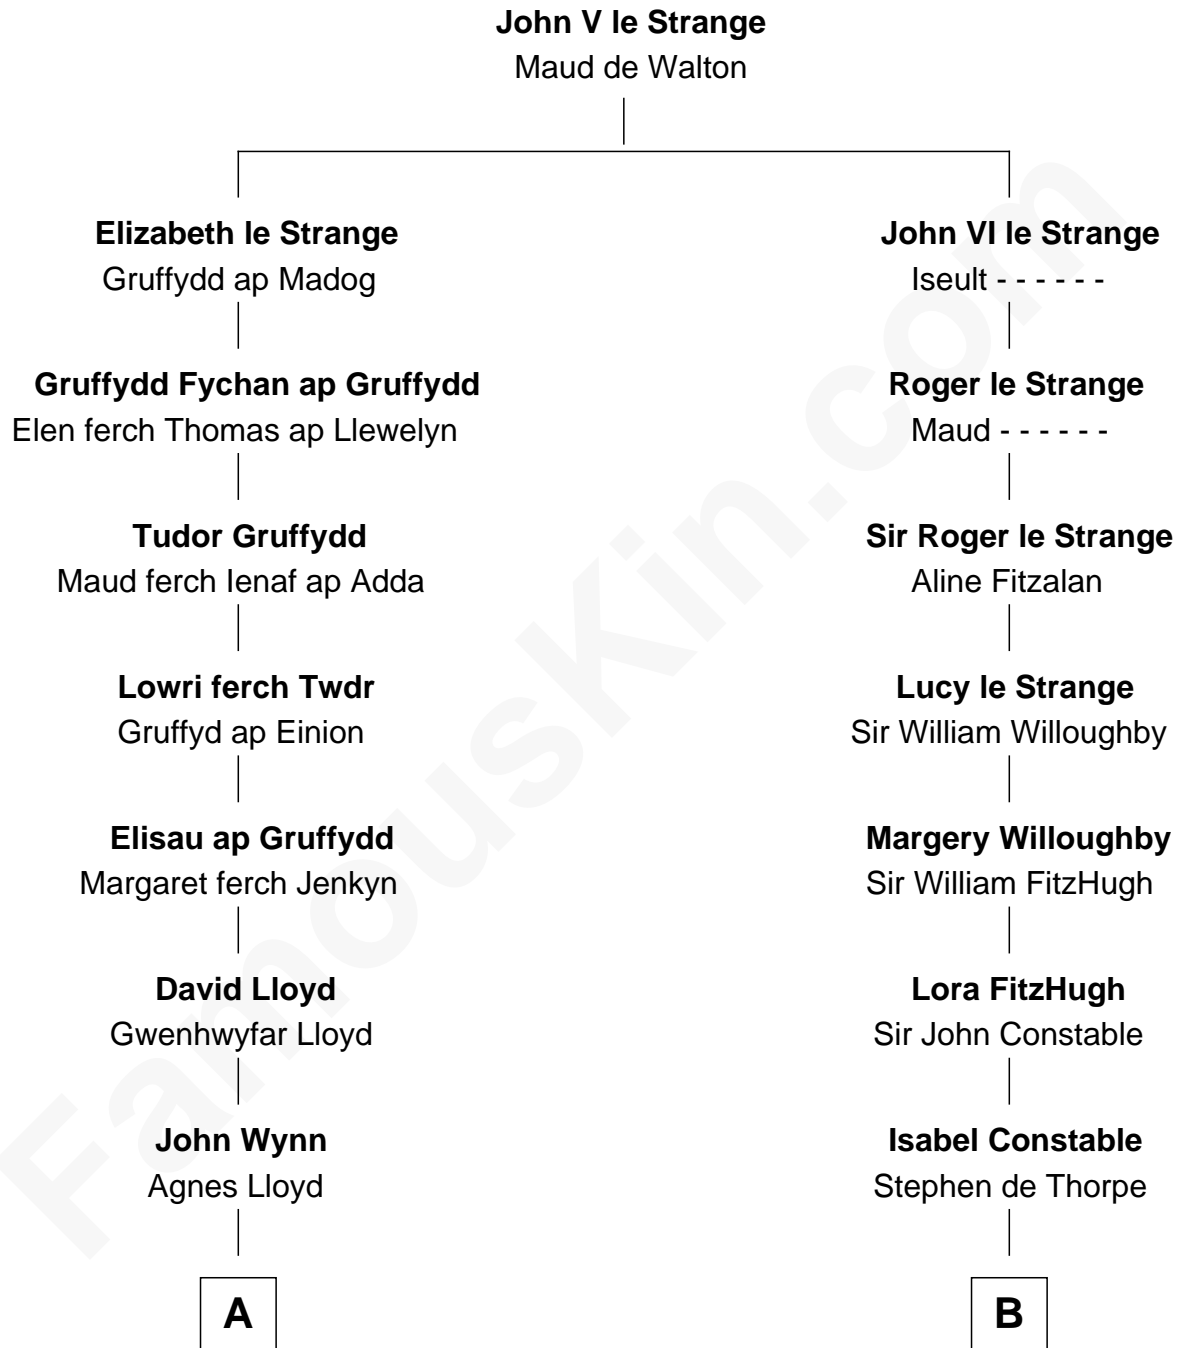 John V le Strange
Maud de Walton
Elizabeth le Strange
Gruffydd ap Madog
John VI le Strange
Iseult - - - - - -
Gruffydd Fychan ap Gruffydd
Elen ferch Thomas ap Llewelyn
Roger le Strange
Maud - - - - - -
Tudor Gruffydd
Maud ferch Ienaf ap Adda
Sir Roger le Strange
Aline Fitzalan
Lowri ferch Twdr
Gruffyd ap Einion
Lucy le Strange
Sir William Willoughby
Elisau ap Gruffydd
Margaret ferch Jenkyn
Margery Willoughby
Sir William FitzHugh
David Lloyd
Gwenhwyfar Lloyd
Lora FitzHugh
Sir John Constable
John Wynn
Agnes Lloyd
Isabel Constable
Stephen de Thorpe
A
B
FamousKin.com